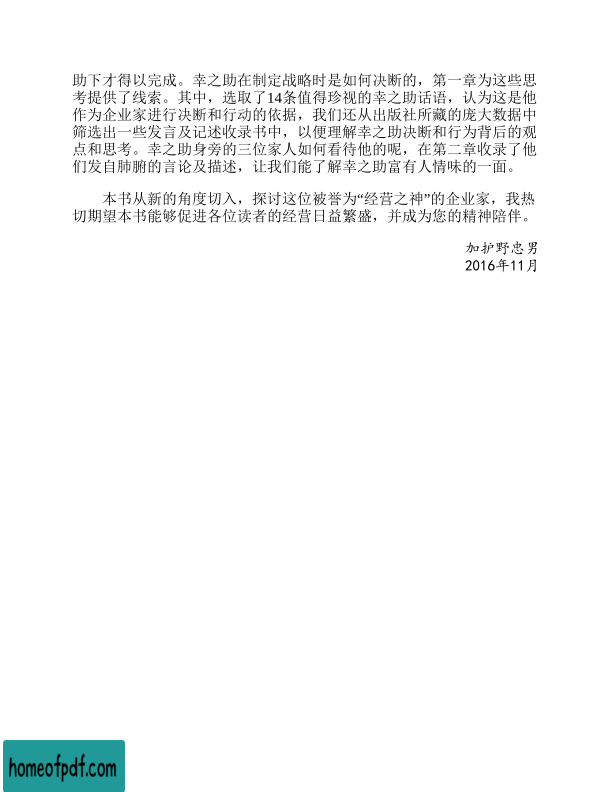 助下才得以完成。幸之助在制定战略时是如何决断的，第一章为这些思
考提供了线索。其中，选取了14条值得珍视的幸之助话语，认为这是他
作为企业家进行决断和行动的依据，我们还从出版社所藏的庞大数据中
筛选出一些发言及记述收录书中，以便理解幸之助决断和行为背后的观
点和思考。幸之助身旁的三位家人如何看待他的呢，在第二章收录了他
们发自肺腑的言论及描述，让我们能了解幸之助富有人情味的一面。
本书从新的角度切入，探讨这位被誉为“经营之神”的企业家，我热
切期望本书能够促进各位读者的经营日益繁盛，并成为您的精神陪伴。
加护野忠男
2016年11月
homeofpdf.com